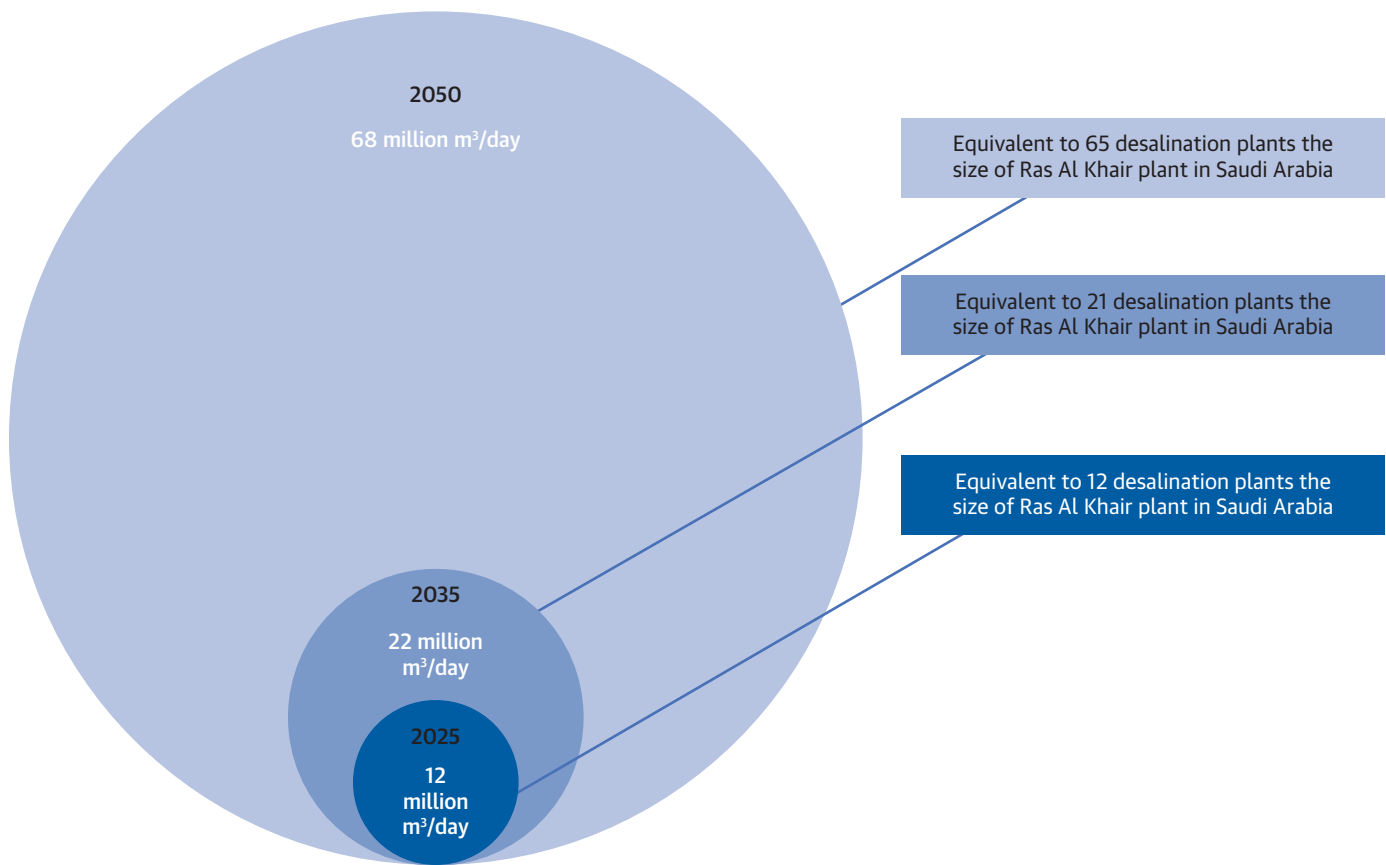 2050
68 million m³/day
Equivalent to 65 desalination plants the
size of Ras Al Khair plant in Saudi Arabia
Equivalent to 21 desalination plants the
size of Ras Al Khair plant in Saudi Arabia
Equivalent to 12 desalination plants the
size of Ras Al Khair plant in Saudi Arabia
2035
22 million
m³/day
2025
12
million
m³/day